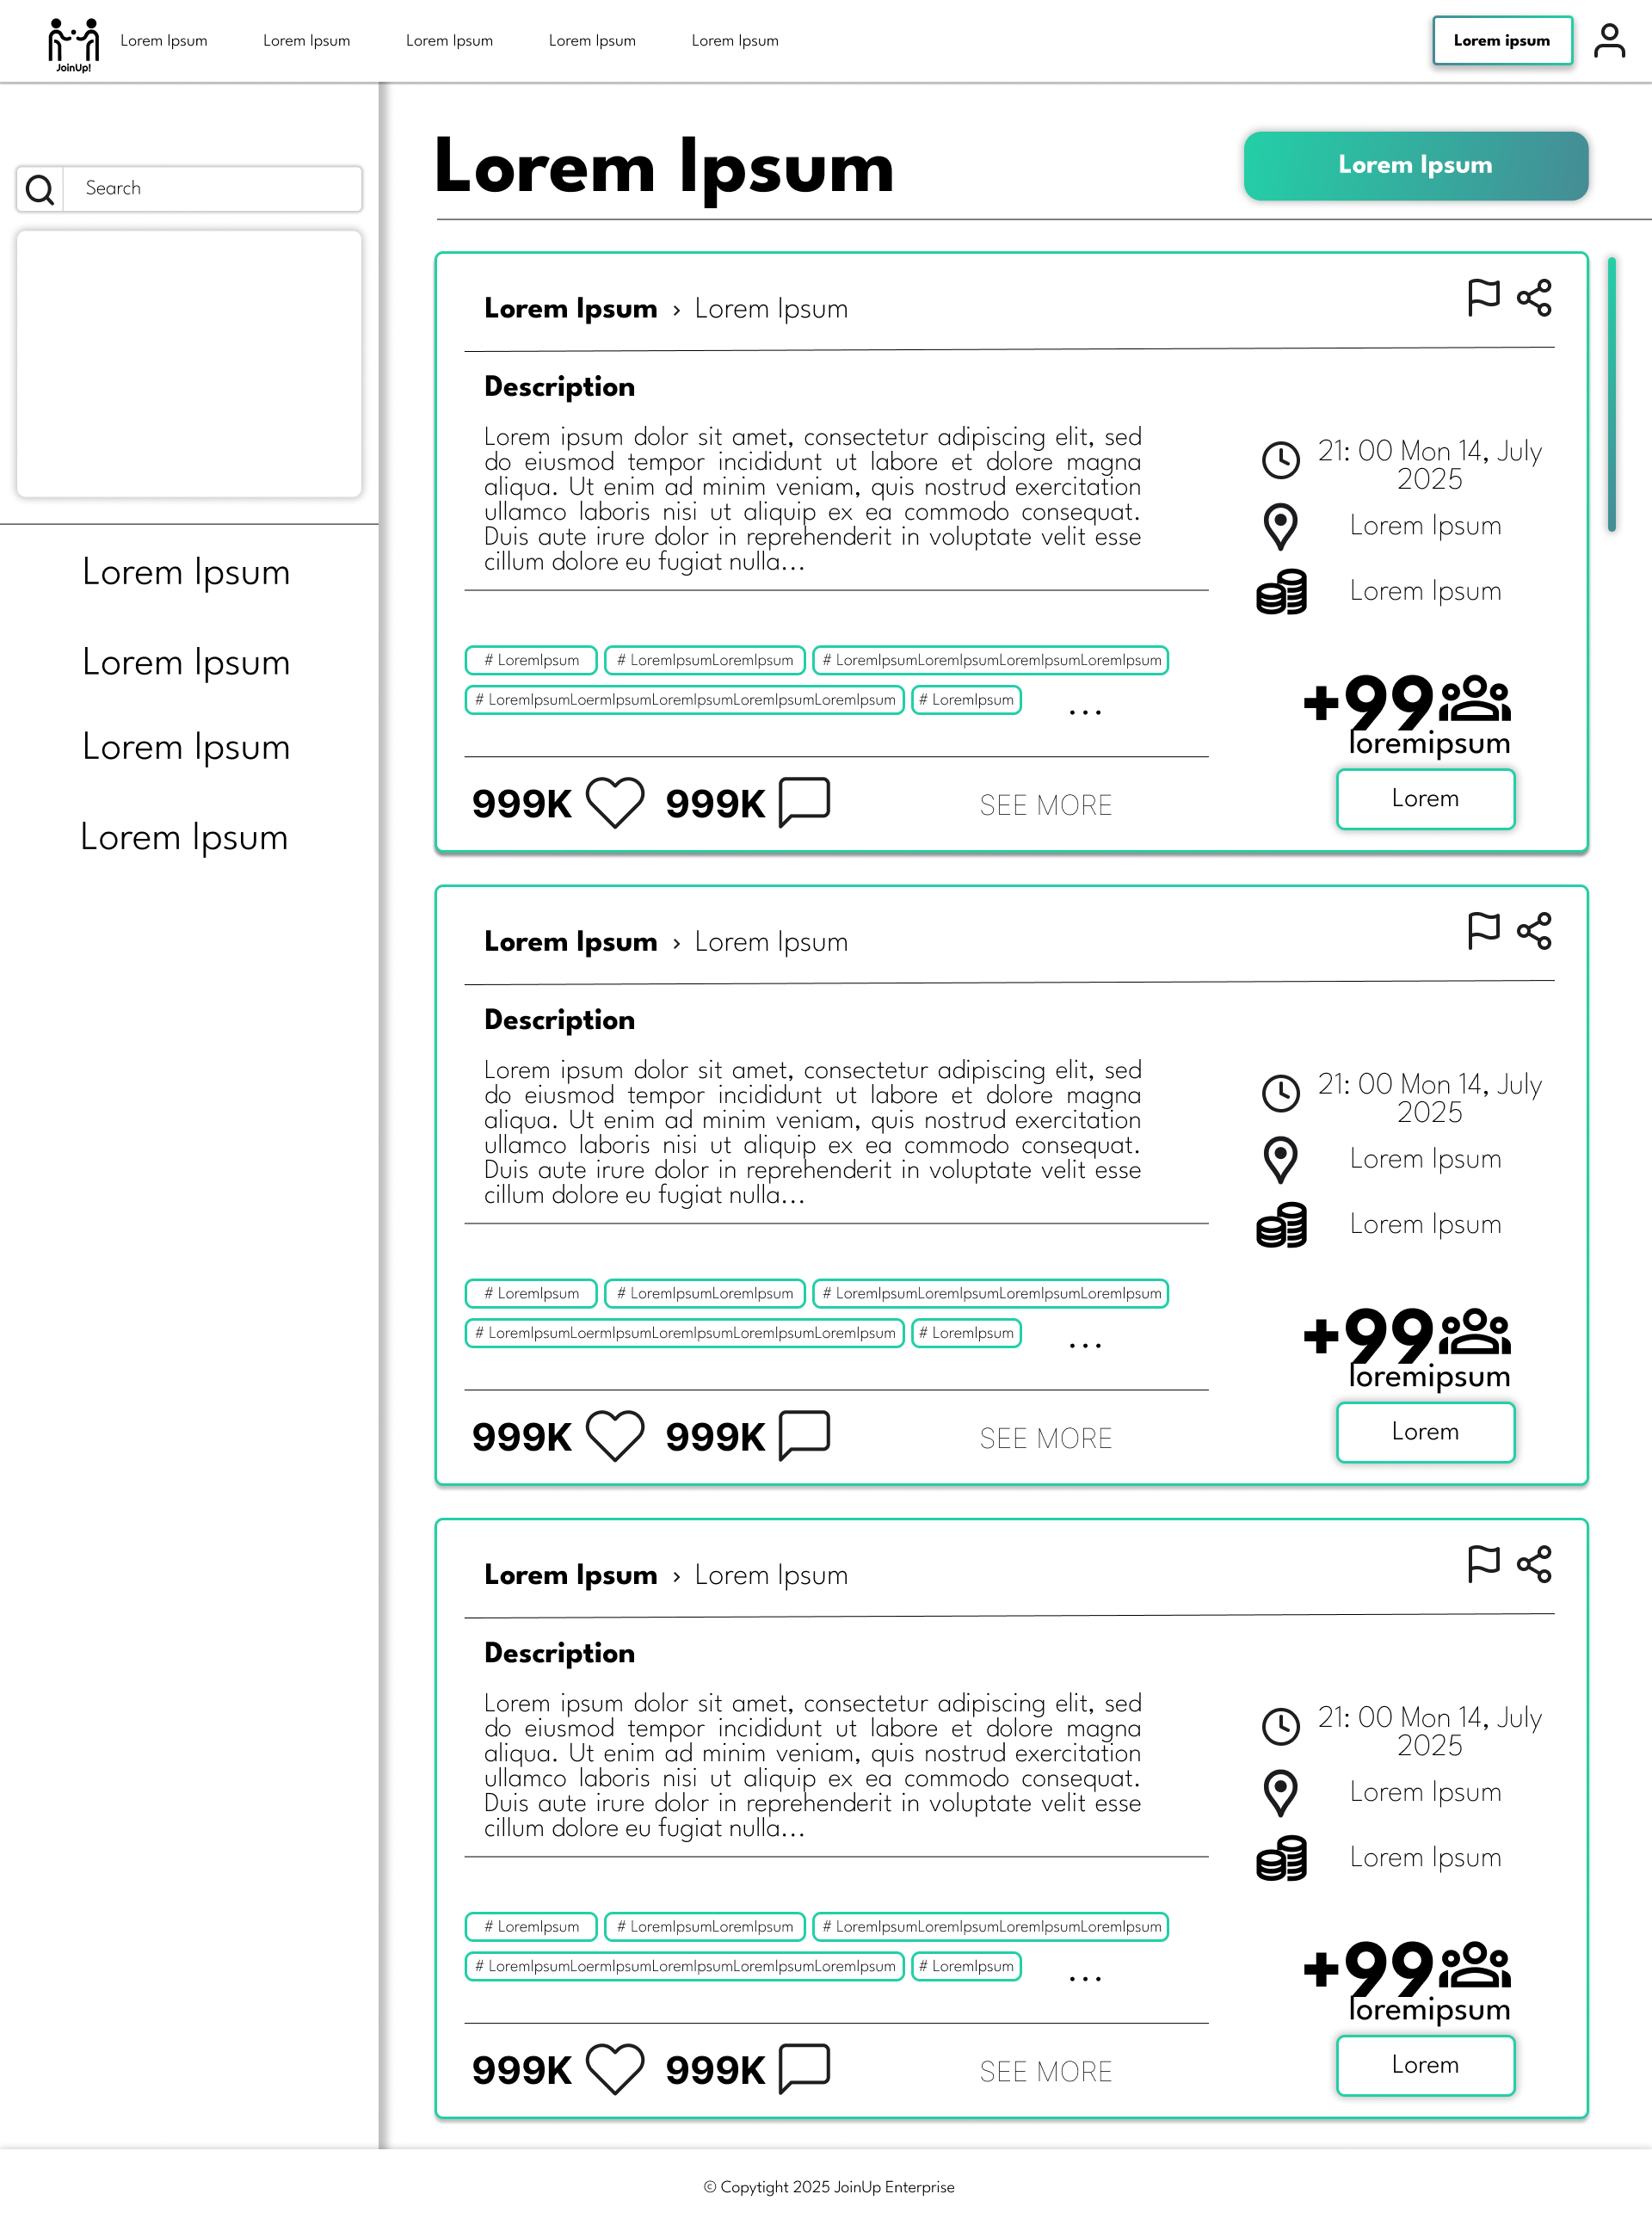 JoinUp!
Lorem Ipsum
Lorem Ipsum
Lorem Ipsum
Lorem Ipsum
Lorem Ipsum
Lorem ipsum
Search
Lorem Ipsum
Lorem Ipsum
Lorem Ipsum
Lorem Ipsum
Lorem Ipsum
Lorem Ipsum
Lorem Ipsum › Lorem Ipsum
Description
Lorem ipsum dolor sit amet, consectetur adipiscing elit, sed
do eiusmod tempor incididunt ut labore et dolore magna
aliqua. Ut enim ad minim veniam, quis nostrud exercitation
ullamco laboris nisi ut aliquip ex ea commodo consequat.
Duis aute irure dolor in reprehenderit in voluptate velit esse
cillum dolore eu fugiat nulla...
21: 00 Mon 14, July
2025
Lorem Ipsum
Lorem Ipsum
# LoremIpsum
# LoremIpsumLoremIpsum
# LoremIpsumLoremIpsumLoremIpsumLoremIpsum
# LoremIpsumLoermIpsumLoremIpsumLoremIpsumLoremIpsum
# LoremIpsum
...
+99
loremipsum
999K
999K
SEE MORE
Lorem
Lorem Ipsum › Lorem Ipsum
Description
Lorem ipsum dolor sit amet, consectetur adipiscing elit, sed
do eiusmod tempor incididunt ut labore et dolore magna
aliqua. Ut enim ad minim veniam, quis nostrud exercitation
ullamco laboris nisi ut aliquip ex ea commodo consequat.
Duis aute irure dolor in reprehenderit in voluptate velit esse
cillum dolore eu fugiat nulla...
21: 00 Mon 14, July
2025
Lorem Ipsum
Lorem Ipsum
# LoremIpsum
# LoremIpsumLoremIpsum
# LoremIpsumLoremIpsumLoremIpsumLoremIpsum
# LoremIpsumLoermIpsumLoremIpsumLoremIpsumLoremIpsum
# LoremIpsum
...
+99
loremipsum
999K
999K
SEE MORE
Lorem
Lorem Ipsum › Lorem Ipsum
Description
Lorem ipsum dolor sit amet, consectetur adipiscing elit, sed
do eiusmod tempor incididunt ut labore et dolore magna
aliqua. Ut enim ad minim veniam, quis nostrud exercitation
ullamco laboris nisi ut aliquip ex ea commodo consequat.
Duis aute irure dolor in reprehenderit in voluptate velit esse
cillum dolore eu fugiat nulla...
21: 00 Mon 14, July
2025
Lorem Ipsum
Lorem Ipsum
# LoremIpsum
# LoremIpsumLoremIpsum
# LoremIpsumLoremIpsumLoremIpsumLoremIpsum
# LoremIpsumLoermIpsumLoremIpsumLoremIpsumLoremIpsum
# LoremIpsum
...
+99
loremipsum
999K
999K
SEE MORE
Lorem
© Copytight 2025 JoinUp Enterprise